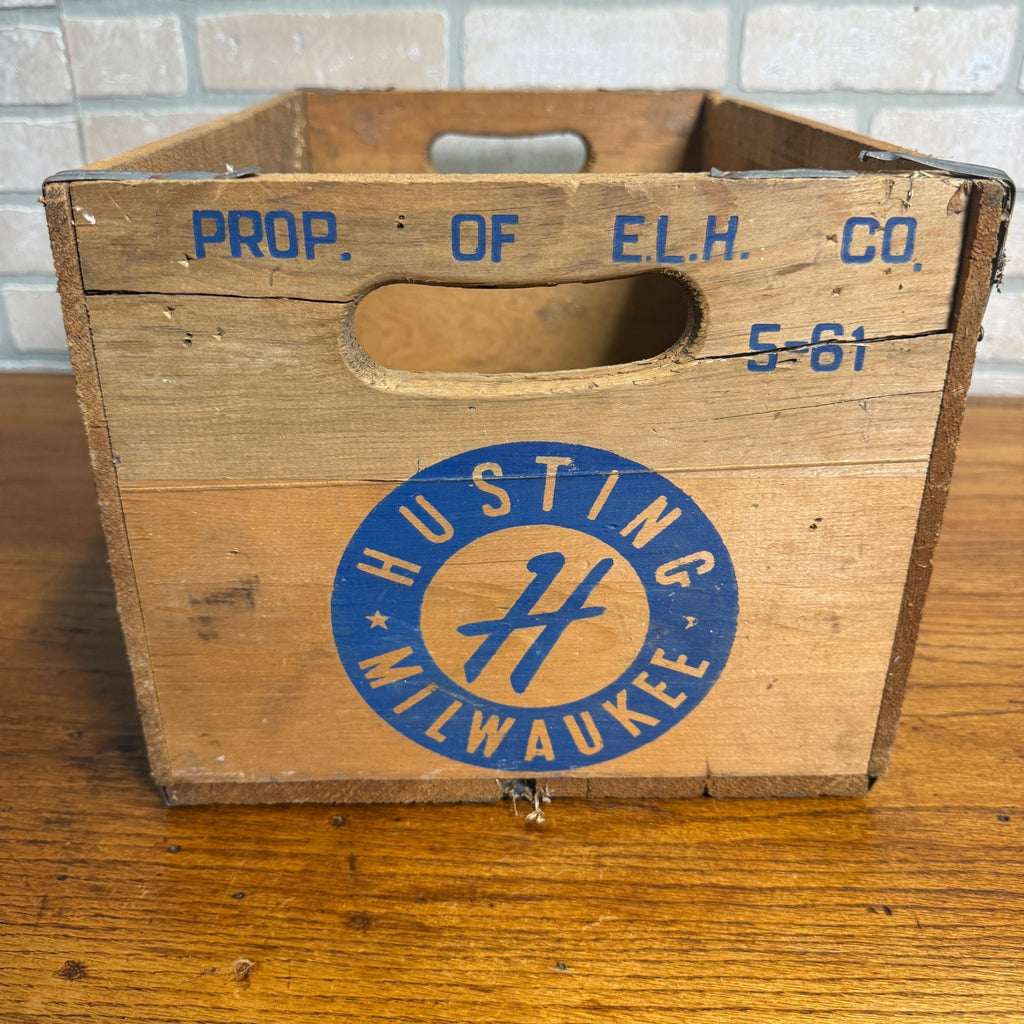 PROP. OF E.L.H. CO.
5-61
HUSTING
H
MILWAUKEE